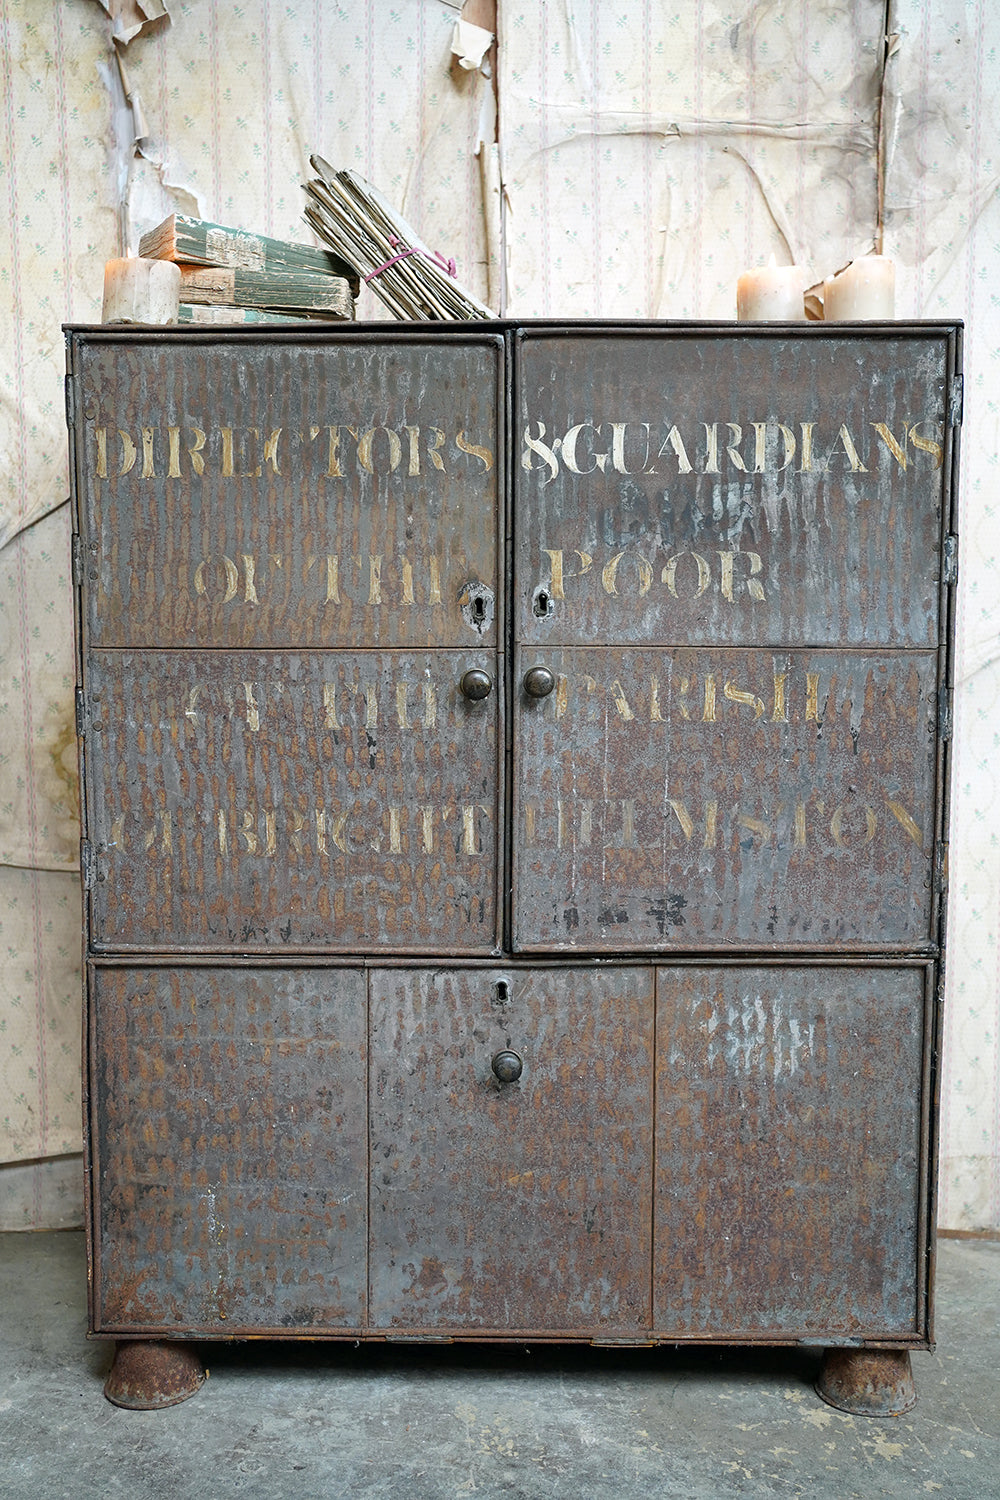 DIRECTORS & GUARDIANS
OF THE POOR
OF THE PARISH
OF BRIGHTHELMSTON